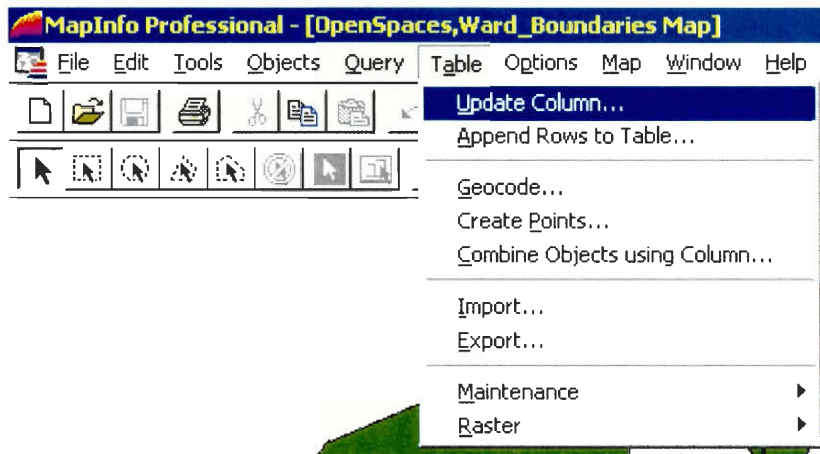 MapInfo Professional - [OpenSpaces,Ward_Boundaries Map]
File Edit Tools Objects Query Table Options Map Window Help
Update Column...
Append Rows to Table...
Geocode...
Create Points...
Combine Objects using Column...
Import...
Export...
Maintenance
Raster